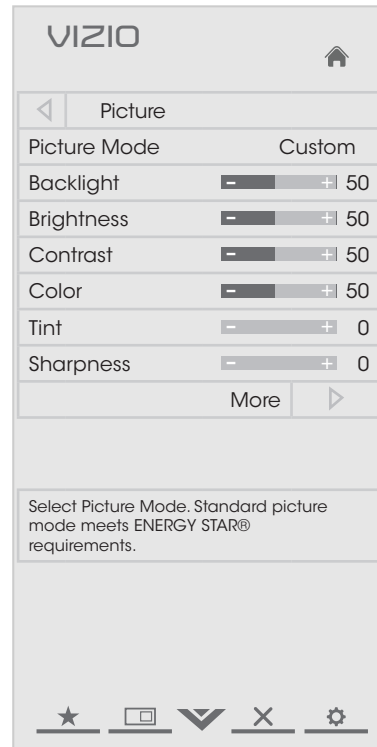 VIZIO
Picture
Picture Mode Custom
Backlight - + 50
Brightness - + 50
Contrast - + 50
Color - + 50
Tint - + 0
Sharpness - + 0
More
Select Picture Mode. Standard picture
mode meets ENERGY STAR®
requirements.